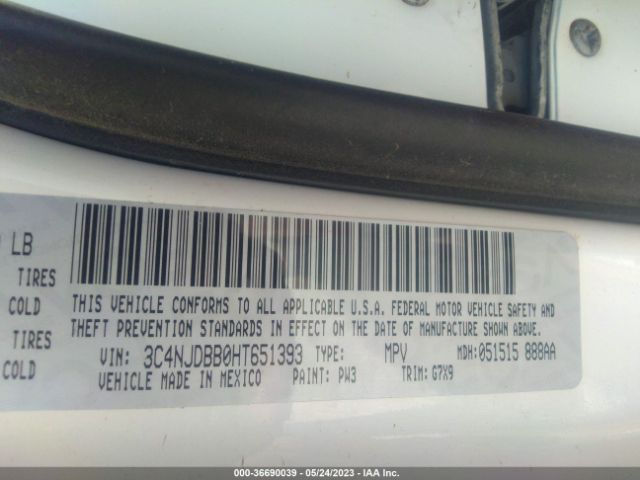 LB
TIRES
COLD
TIRES
COLD
THIS VEHICLE CONFORMS TO ALL APPLICABLE U.S.A. FEDERAL MOTOR VEHICLE SAFETY AND
THEFT PREVENTION STANDARDS IN EFFECT ON THE DATE OF MANUFACTURE SHOWN ABOVE.
VIN: 3C4NJDBB0HT651393 TYPE: MPV MDH:051515 888AA
VEHICLE MADE IN MEXICO PAINT: PW3 TRIM: G7X9
000-36690039 - 05/24/2023 - IAA Inc.